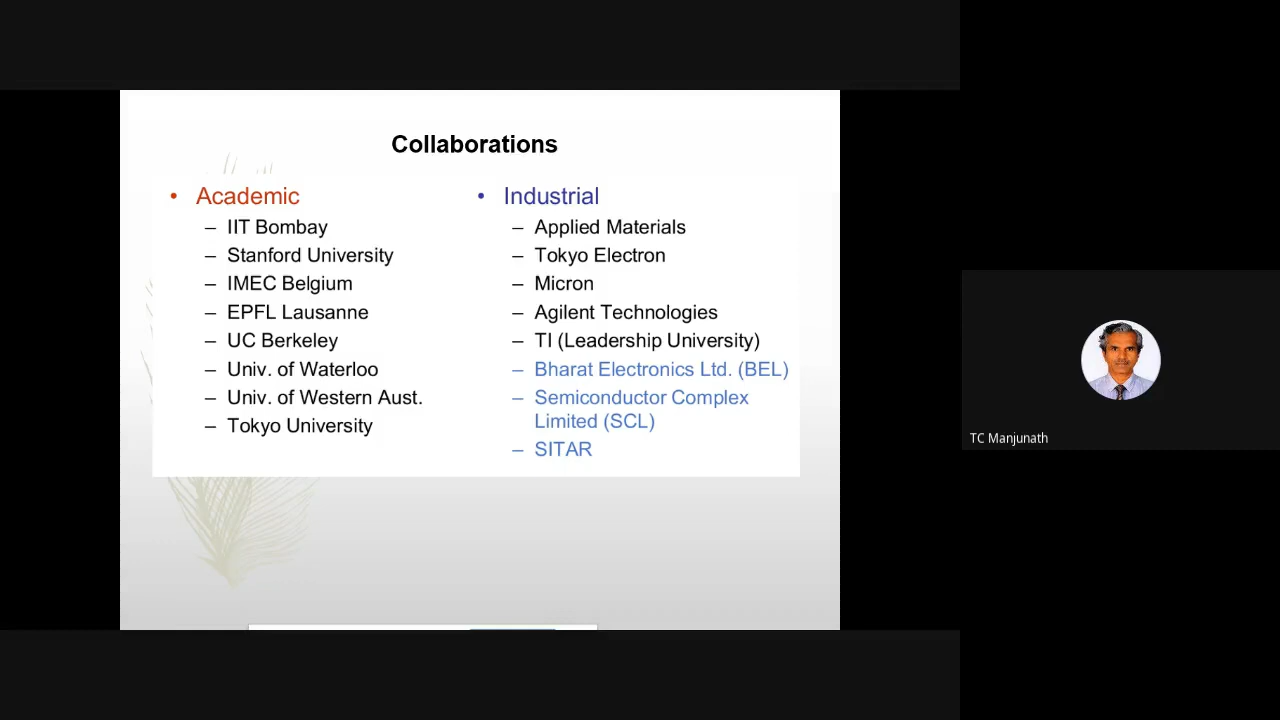 Collaborations
• Academic
– IIT Bombay
– Stanford University
– IMEC Belgium
– EPFL Lausanne
– UC Berkeley
– Univ. of Waterloo
– Univ. of Western Aust.
– Tokyo University
• Industrial
– Applied Materials
– Tokyo Electron
– Micron
– Agilent Technologies
– TI (Leadership University)
– Bharat Electronics Ltd. (BEL)
– Semiconductor Complex
Limited (SCL)
– SITAR
TC Manjunath